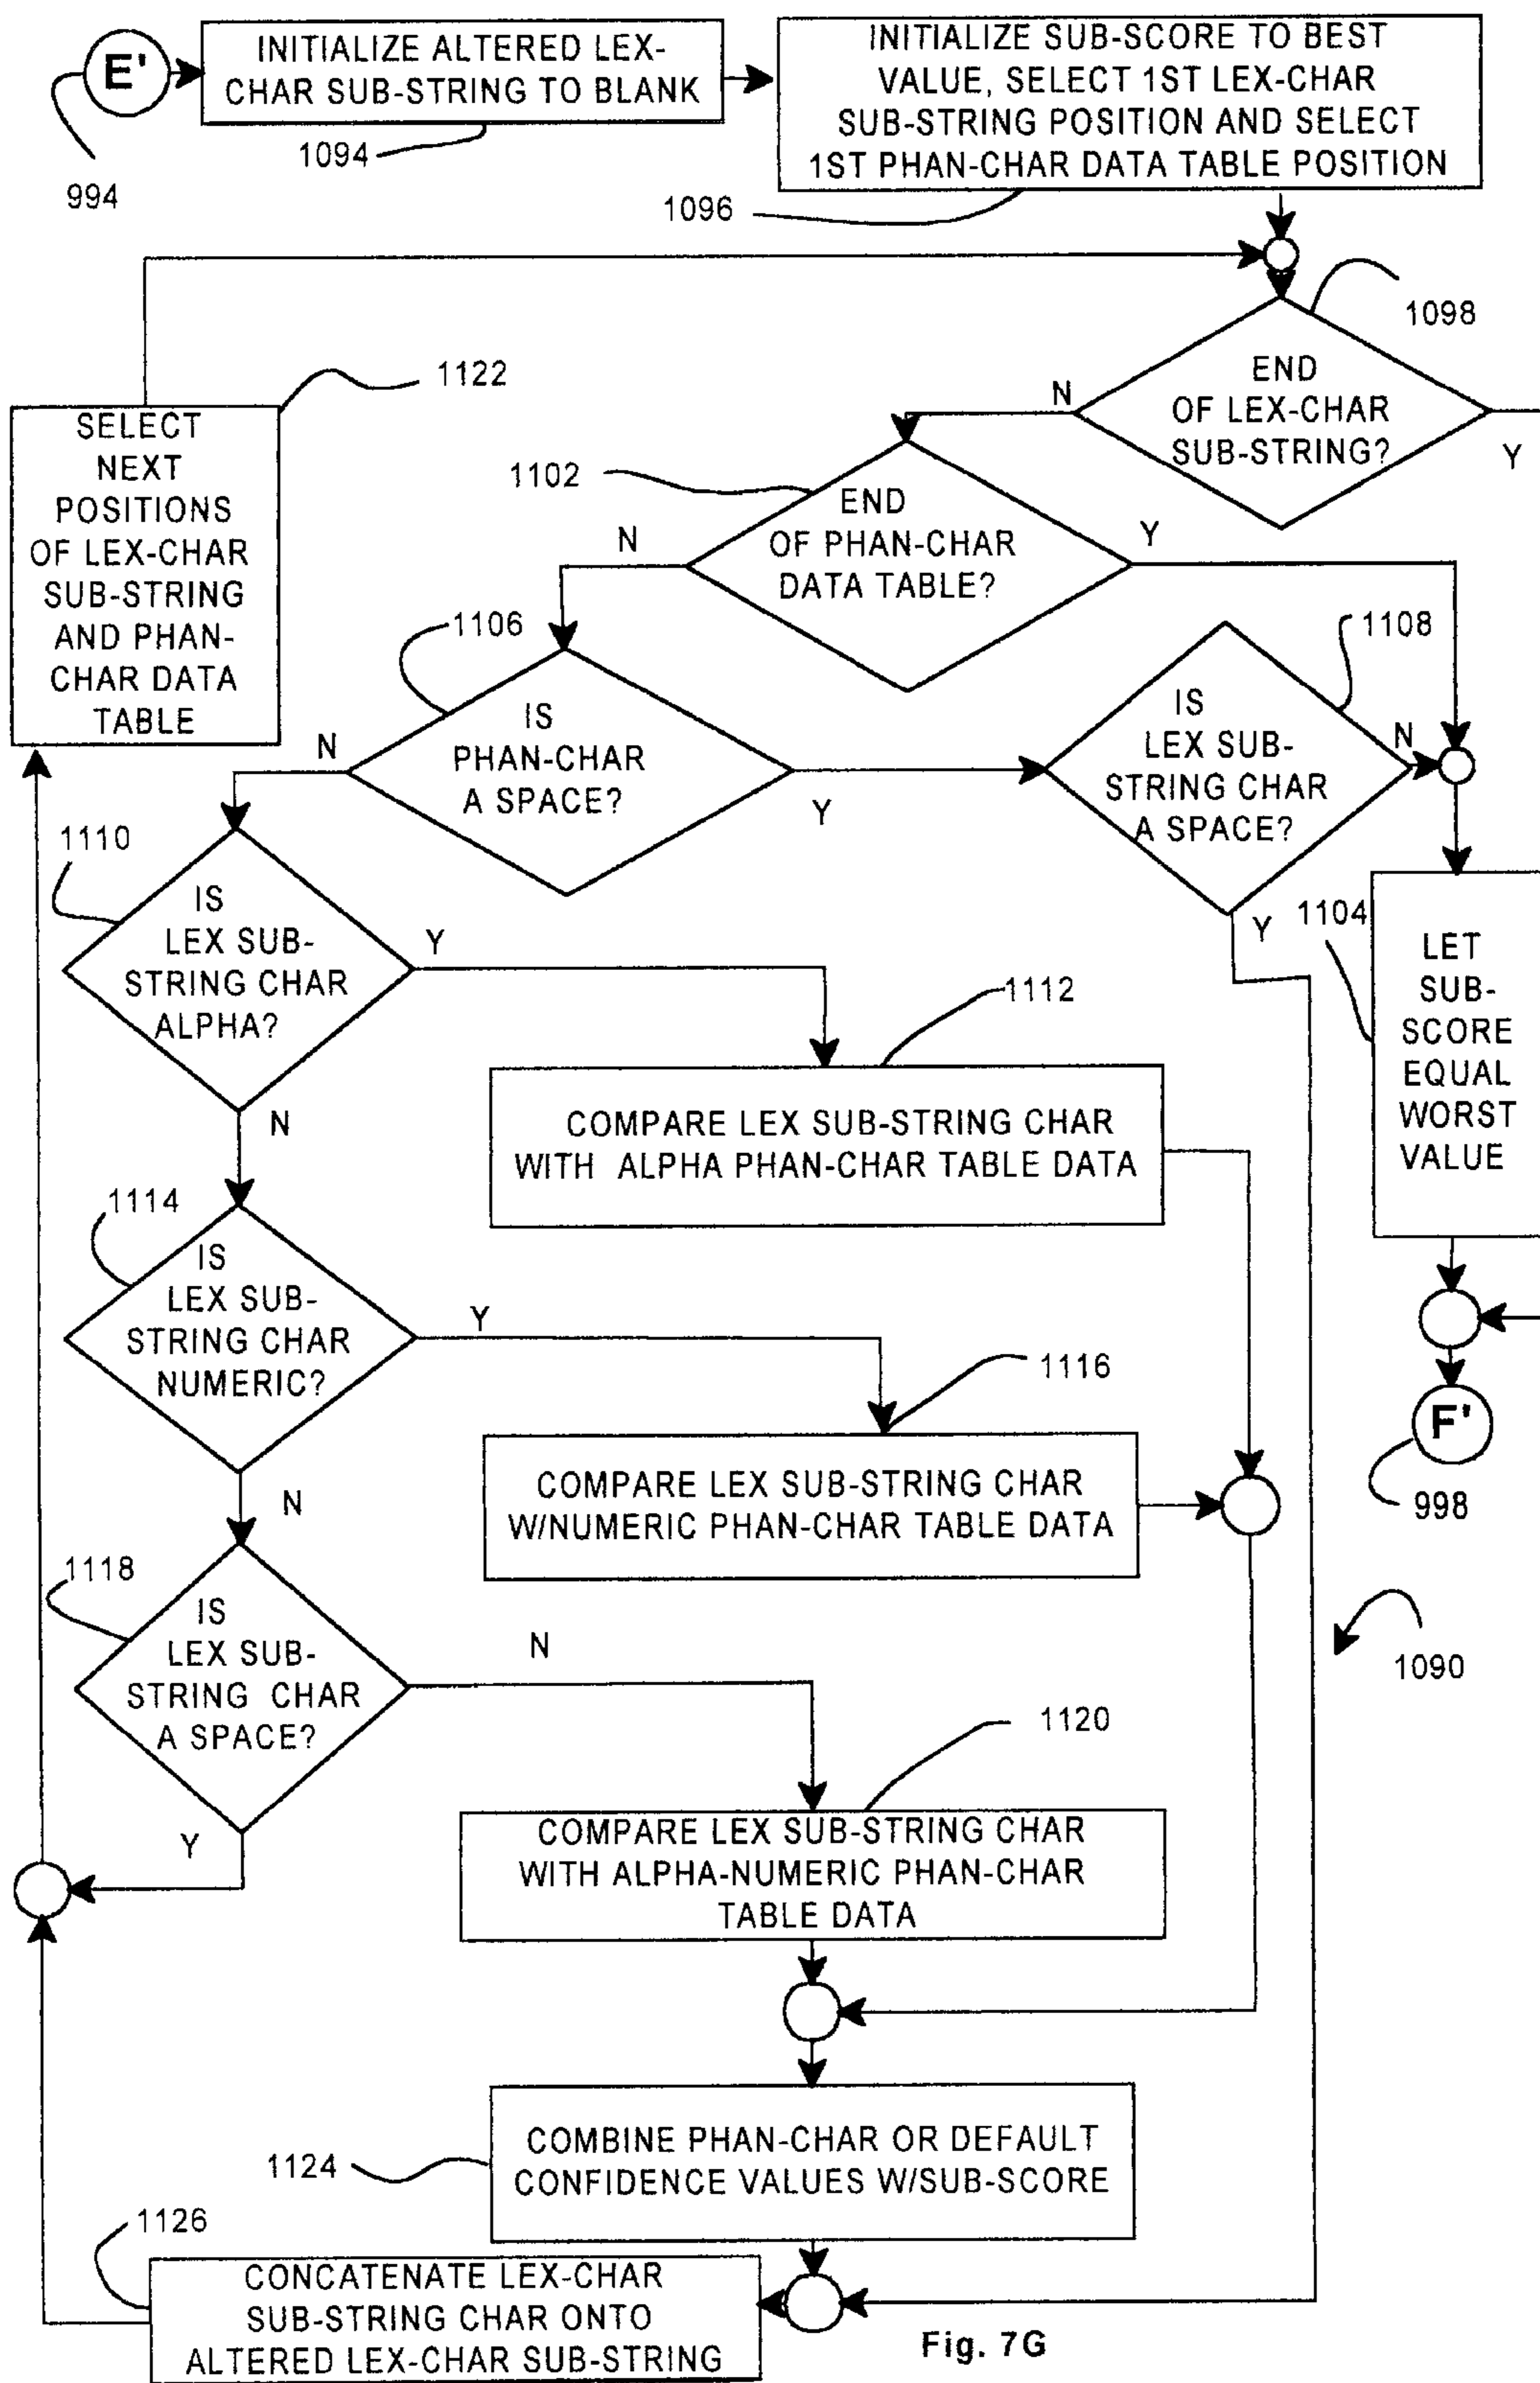 E'
INITIALIZE ALTERED LEX-
CHAR SUB-STRING TO BLANK
INITIALIZE SUB-SCORE TO BEST
VALUE, SELECT 1ST LEX-CHAR
SUB-STRING POSITION AND SELECT
1ST PHAN-CHAR DATA TABLE POSITION
994
1094
1096
1098
END
OF LEX-CHAR
SUB-STRING?
N
Y
1122
SELECT
NEXT
POSITIONS
OF LEX-CHAR
SUB-STRING
AND PHAN-
CHAR DATA
TABLE
1102
END
OF PHAN-CHAR
DATA TABLE?
N
Y
1106
IS
PHAN-CHAR
A SPACE?
N
Y
1108
IS
LEX SUB-
STRING CHAR
A SPACE?
N
Y
1104
LET
SUB-
SCORE
EQUAL
WORST
VALUE
1110
IS
LEX SUB-
STRING CHAR
ALPHA?
Y
N
1112
COMPARE LEX SUB-STRING CHAR
WITH ALPHA PHAN-CHAR TABLE DATA
1114
IS
LEX SUB-
STRING CHAR
NUMERIC?
Y
N
1116
COMPARE LEX SUB-STRING CHAR
W/NUMERIC PHAN-CHAR TABLE DATA
F'
998
1118
IS
LEX SUB-
STRING CHAR
A SPACE?
N
Y
1090
1120
COMPARE LEX SUB-STRING CHAR
WITH ALPHA-NUMERIC PHAN-CHAR
TABLE DATA
1124
COMBINE PHAN-CHAR OR DEFAULT
CONFIDENCE VALUES W/SUB-SCORE
1126
CONCATENATE LEX-CHAR
SUB-STRING CHAR ONTO
ALTERED LEX-CHAR SUB-STRING
Fig. 7G